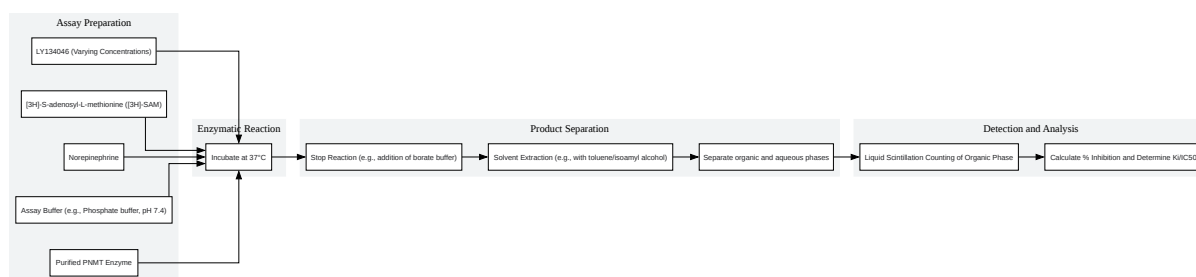 Assay Preparation
LY134046 (Varying Concentrations)
[3H]-S-adenosyl-L-methionine ([3H]-SAM)
Norepinephrine
Assay Buffer (e.g., Phosphate buffer, pH 7.4)
Purified PNMT Enzyme
Enzymatic Reaction
Incubate at 37°C
Product Separation
Stop Reaction (e.g., addition of borate buffer)
Solvent Extraction (e.g., with toluene/isoamyl alcohol)
Separate organic and aqueous phases
Detection and Analysis
Liquid Scintillation Counting of Organic Phase
Calculate % Inhibition and Determine Ki/IC50